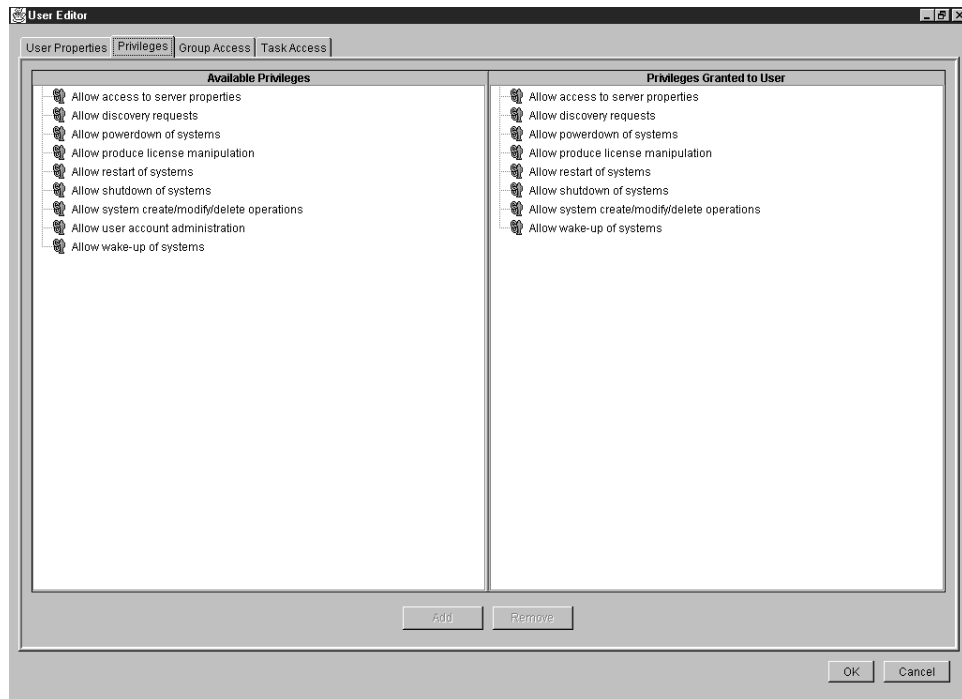 User Editor
User Properties Privileges Group Access Task Access
Available Privileges
Allow access to server properties
Allow discovery requests
Allow powerdown of systems
Allow produce license manipulation
Allow restart of systems
Allow shutdown of systems
Allow system create/modify/delete operations
Allow user account administration
Allow wake-up of systems
Privileges Granted to User
Allow access to server properties
Allow discovery requests
Allow powerdown of systems
Allow produce license manipulation
Allow restart of systems
Allow shutdown of systems
Allow system create/modify/delete operations
Allow wake-up of systems
Add Remove
OK Cancel